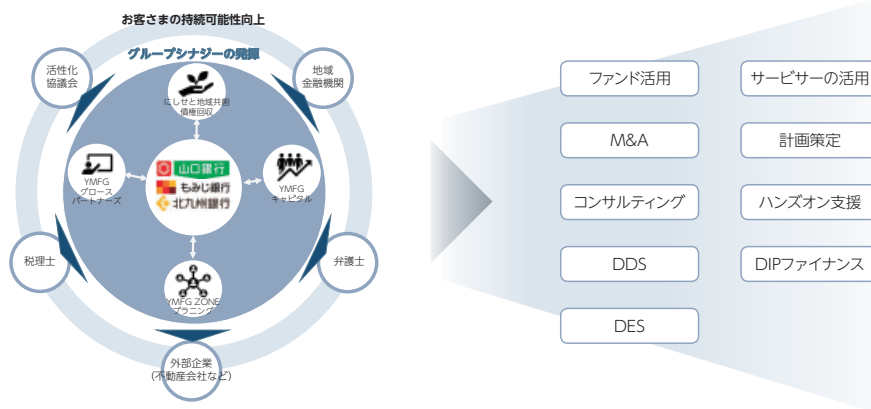 お客さまの持続可能性向上
グループシナジーの発揮
活性化
協議会
地域
金融機関
にしせと地域共創
債権回収
YMFG
グロース
パートナーズ
山口銀行
もみじ銀行
北九州銀行
YMFG
キャピタル
税理士
弁護士
YMFG ZONE
プラニング
外部企業
(不動産会社など)
ファンド活用
サービサーの活用
M&A
計画策定
コンサルティング
ハンズオン支援
DDS
DIPファイナンス
DES